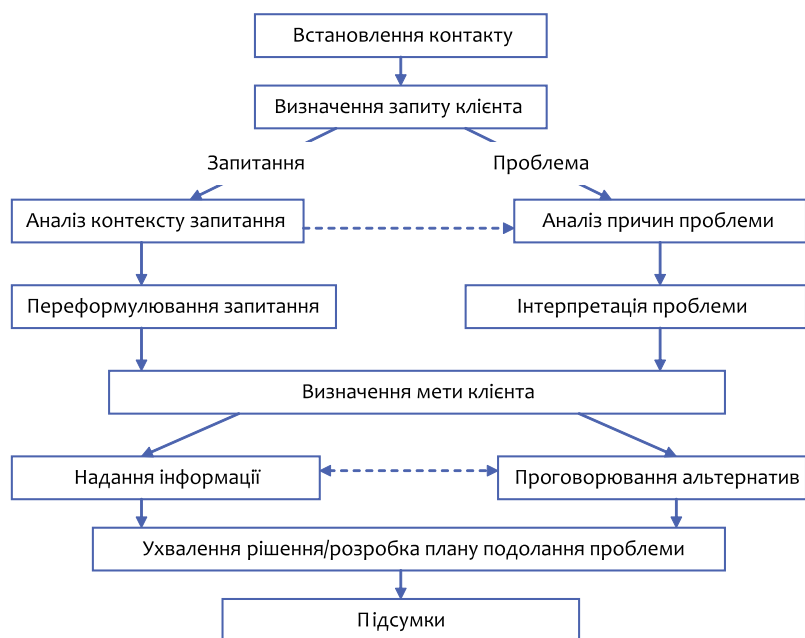 Встановлення контакту
Визначення запиту клієнта
Запитання
Проблема
Аналіз контексту запитання
Аналіз причин проблеми
Переформулювання запитання
Інтерпретація проблеми
Визначення мети клієнта
Надання інформації
Проговорювання альтернатив
Ухвалення рішення/розробка плану подолання проблеми
Підсумки